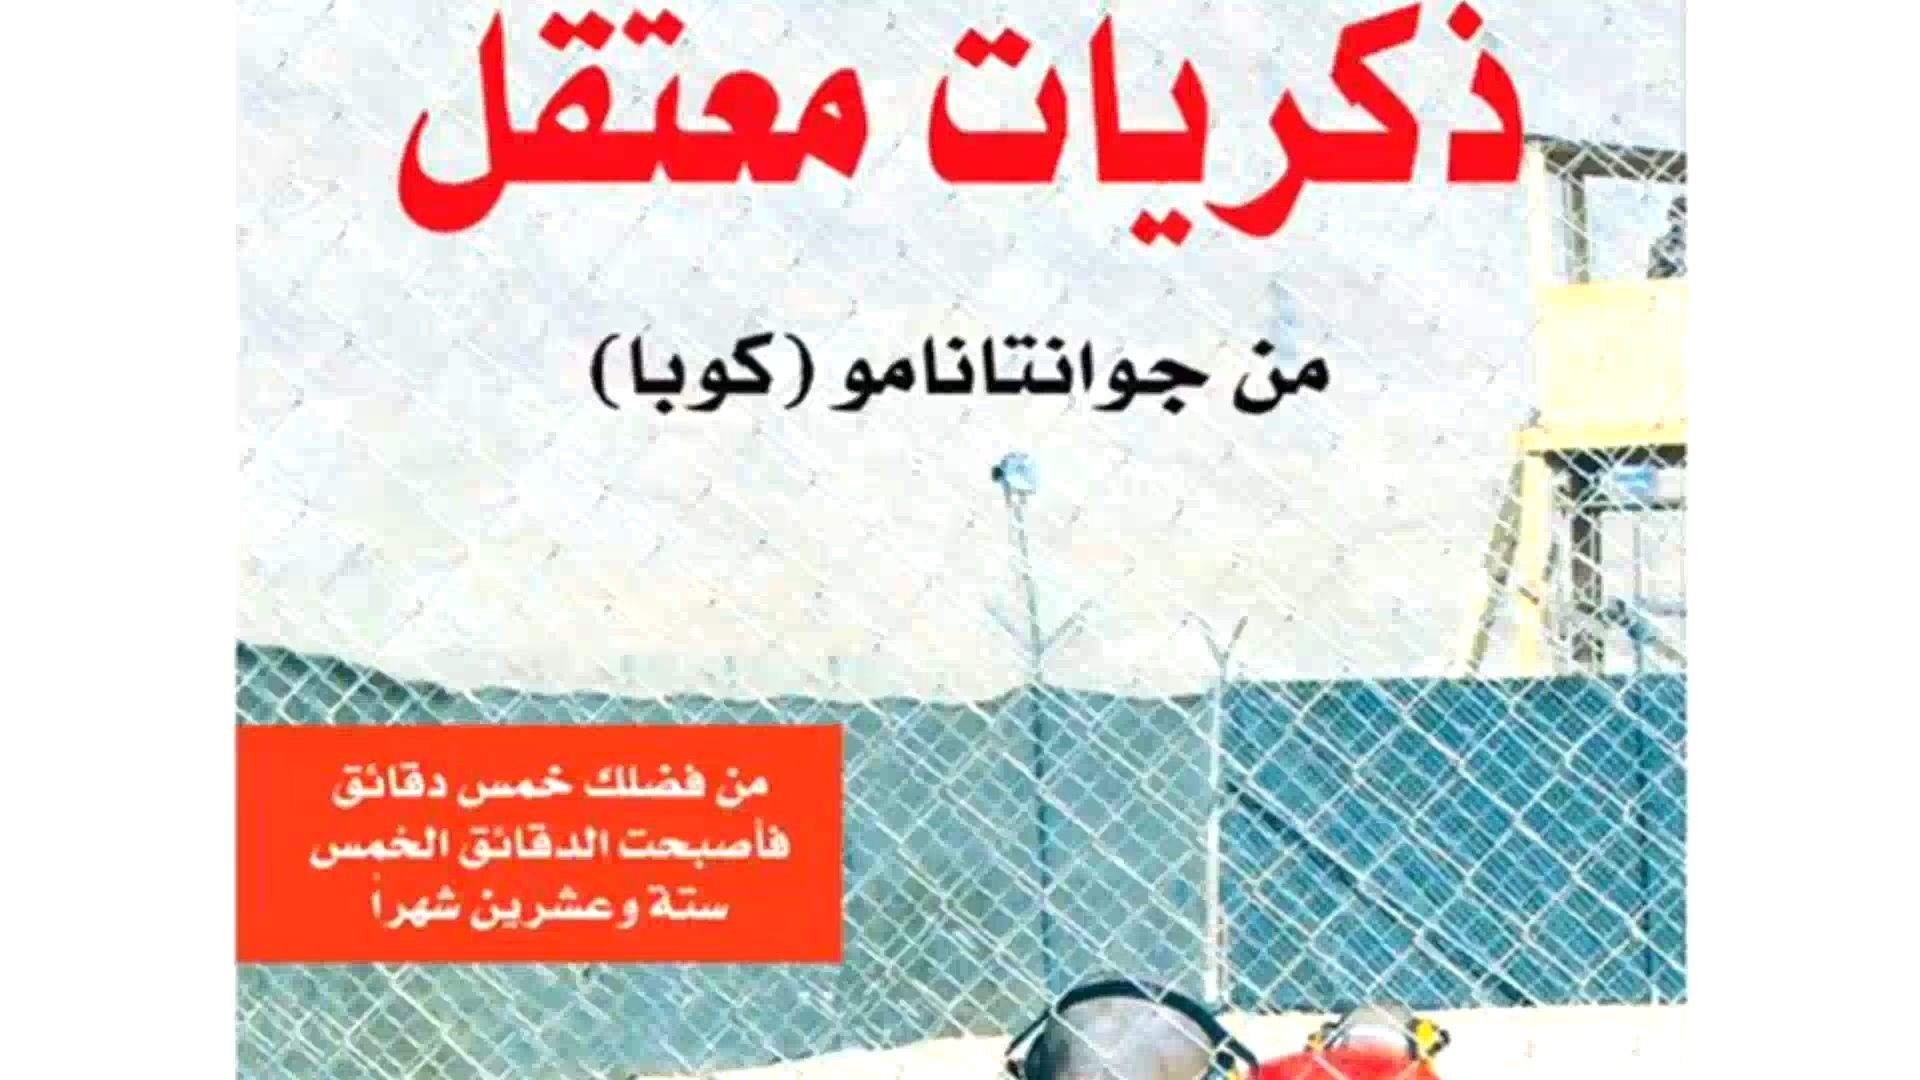 ذكريات معتقل
من جوانتانامو (كوبا)
من فضلك خمس دقائق
فأصبحت الدقائق الخمس
ستة وعشرين شهراً